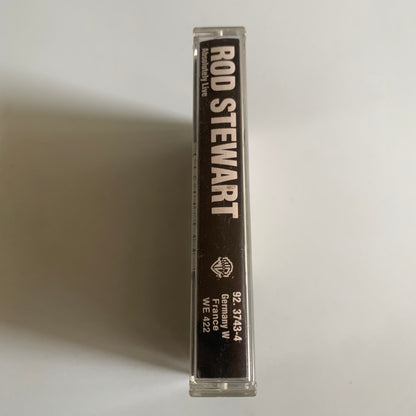 ROD STEWART
Absolutely Live
92. 3743-4
Germany W
France
WE 422